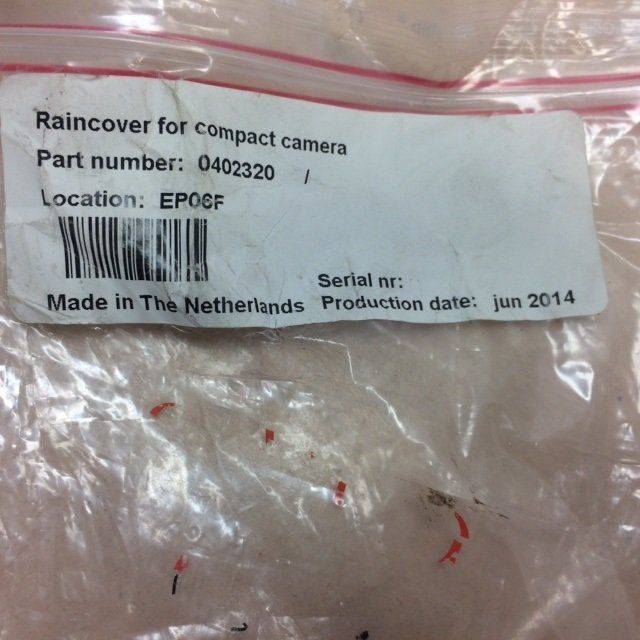 Raincover for compact camera
Part number: 0402320 /
Location: EP06F
Serial nr:
Made in The Netherlands Production date: jun 2014